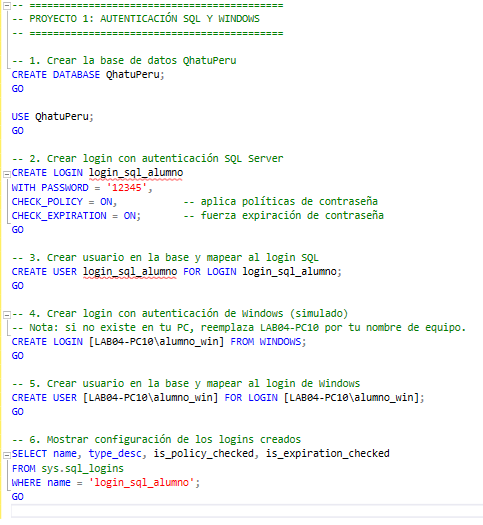 -- ==========================================
-- PROYECTO 1: AUTENTICACIÓN SQL Y WINDOWS
-- ==========================================
-- 1. Crear la base de datos QhatuPeru
CREATE DATABASE QhatuPeru;
GO
USE QhatuPeru;
GO
-- 2. Crear login con autenticación SQL Server
CREATE LOGIN login_sql_alumno
WITH PASSWORD = '12345',
CHECK_POLICY = ON, -- aplica políticas de contraseña
CHECK_EXPIRATION = ON; -- fuerza expiración de contraseña
GO
-- 3. Crear usuario en la base y mapear al login SQL
CREATE USER login_sql_alumno FOR LOGIN login_sql_alumno;
GO
-- 4. Crear login con autenticación de Windows (simulado)
-- Nota: si no existe en tu PC, reemplaza LAB04-PC10 por tu nombre de equipo.
CREATE LOGIN [LAB04-PC10\alumno_win] FROM WINDOWS;
GO
-- 5. Crear usuario en la base y mapear al login de Windows
CREATE USER [LAB04-PC10\alumno_win] FOR LOGIN [LAB04-PC10\alumno_win];
GO
-- 6. Mostrar configuración de los logins creados
SELECT name, type_desc, is_policy_checked, is_expiration_checked
FROM sys.sql_logins
WHERE name = 'login_sql_alumno';
GO